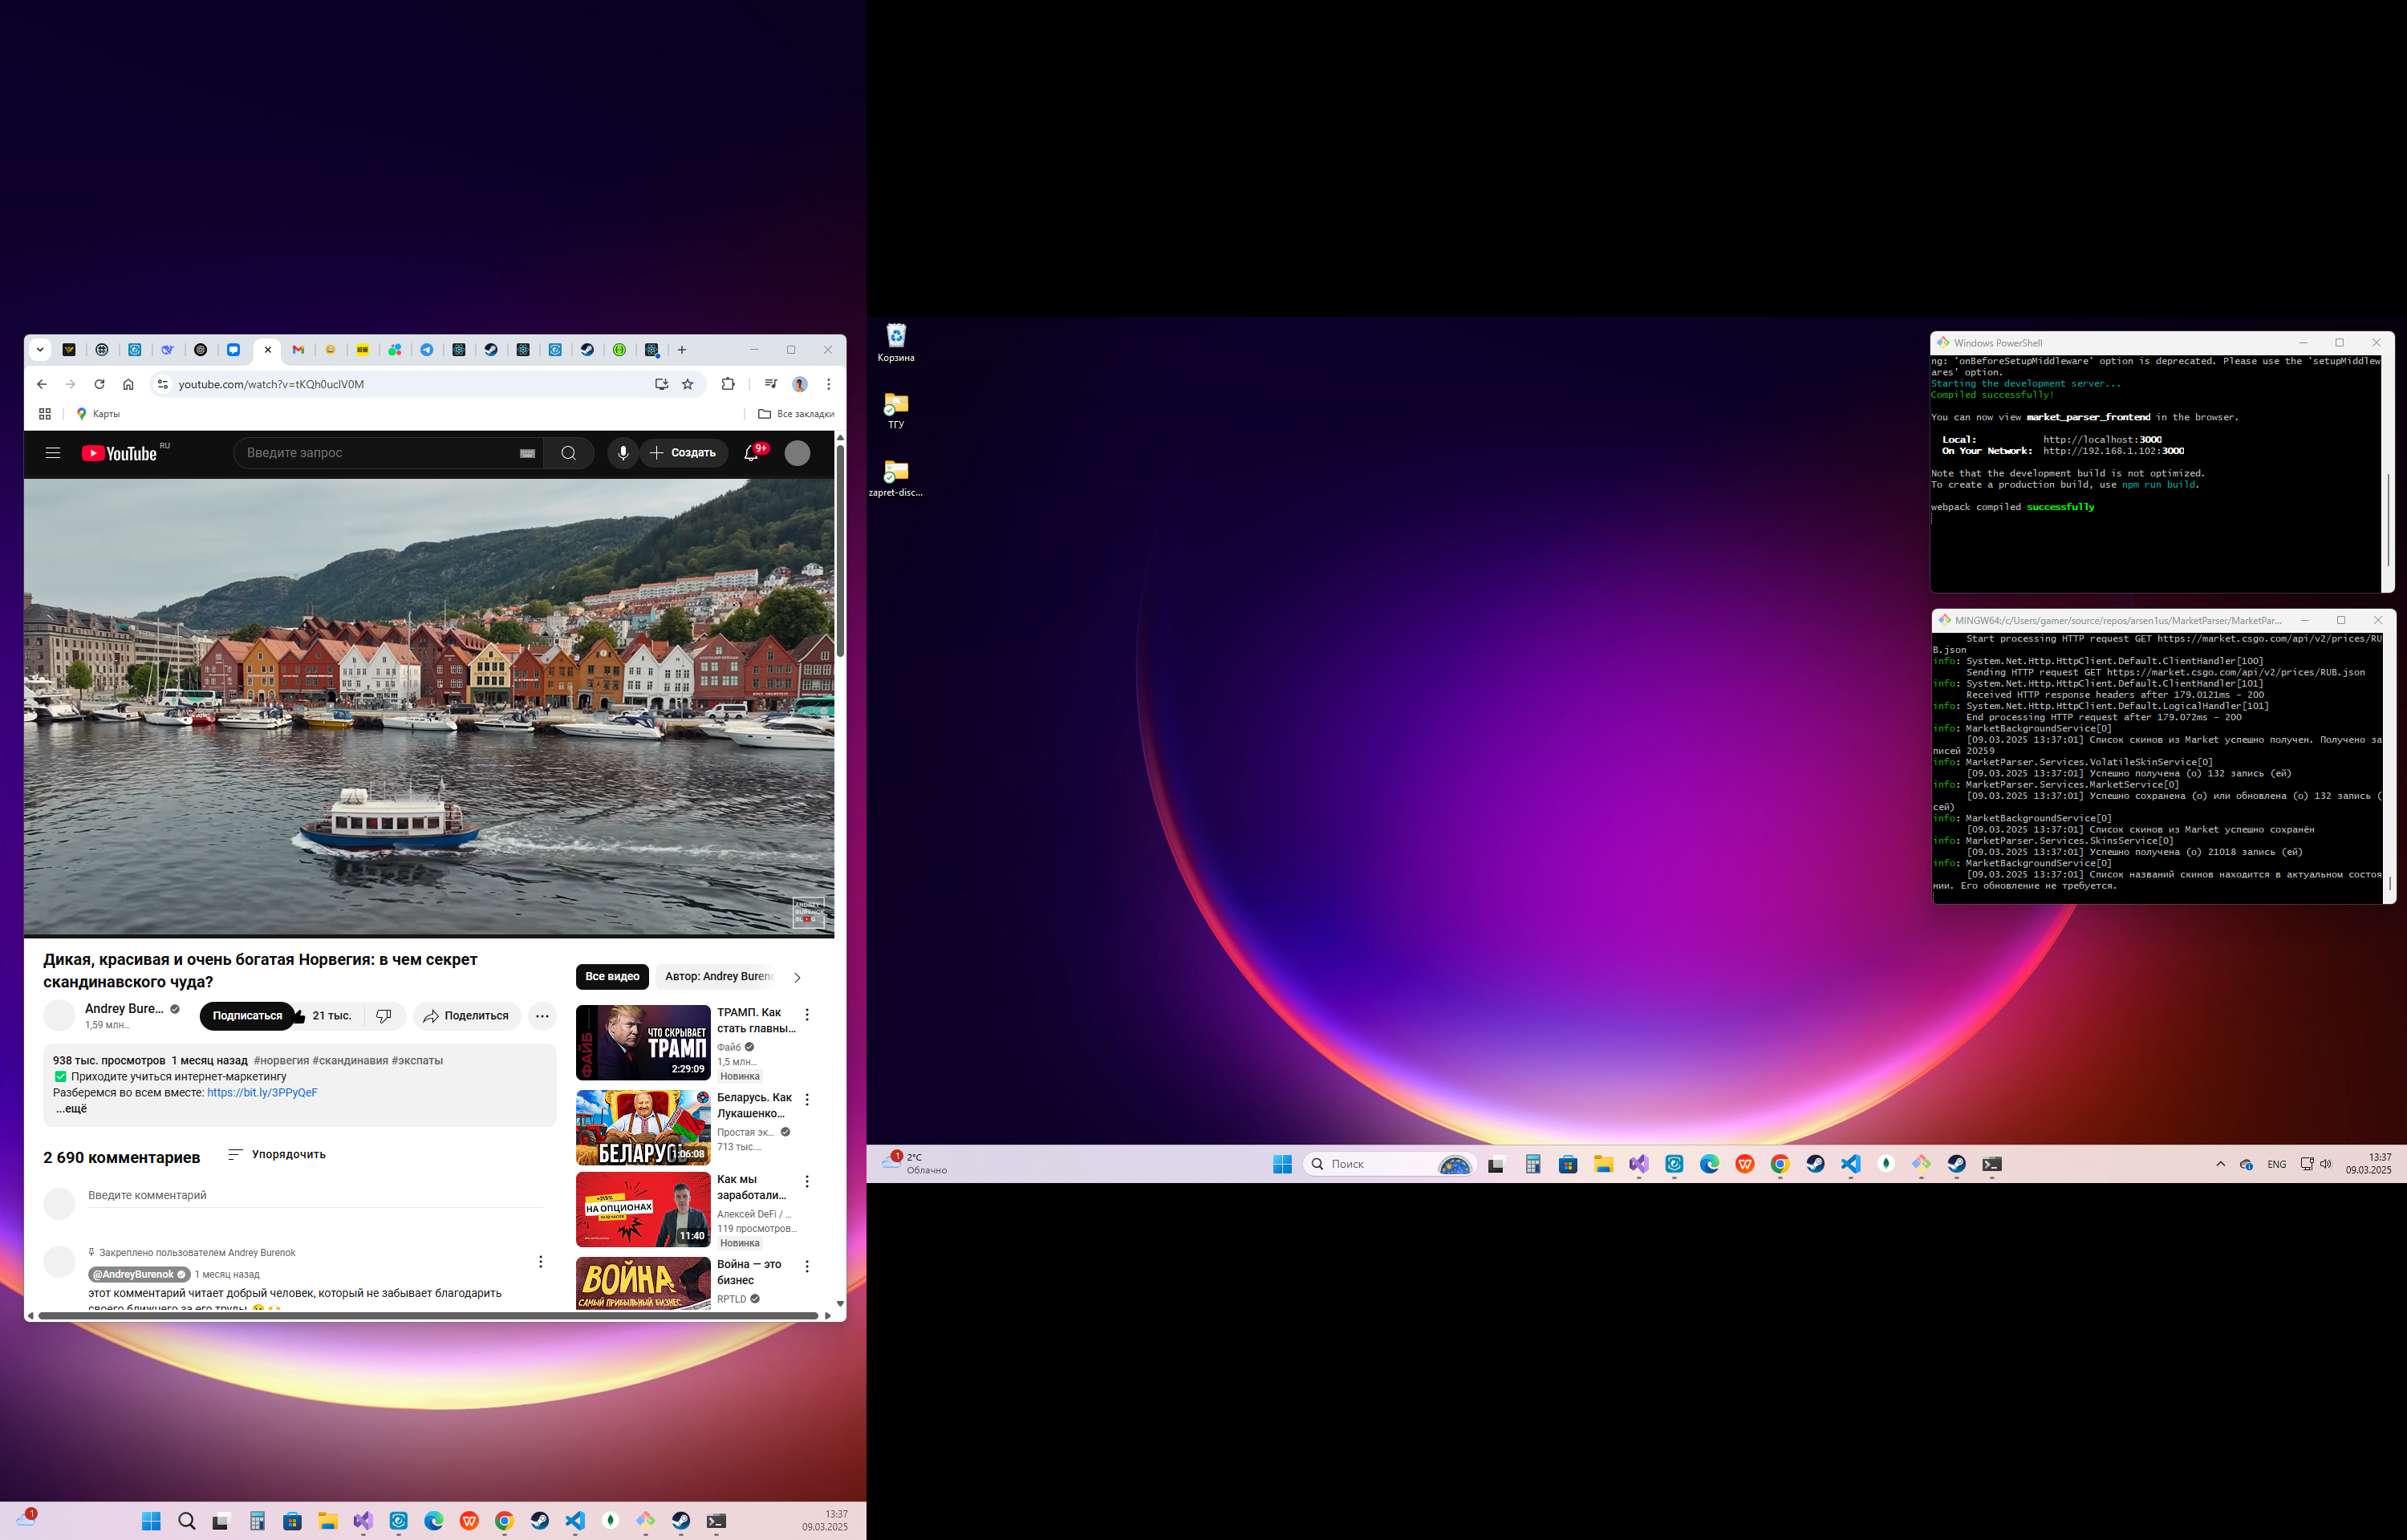 youtube.com/watch?v=tKQh0uclV0M
Карты
Все закладки
YouTube RU
Введите запрос
Создать
9+
ANDREY
BURENOK
Дикая, красивая и очень богатая Норвегия: в чем секрет
скандинавского чуда?
Andrey Bure...
1,59 млн...
Подписаться
21 тыс.
Поделиться
938 тыс. просмотров 1 месяц назад #норвегия #скандинавия #экспаты
✅ Приходите учиться интернет-маркетингу
Разберемся во всем вместе: https://bit.ly/3PPyQeF
...ещё
2 690 комментариев
Упорядочить
Введите комментарий
Закреплено пользователем Andrey Burenok
@AndreyBurenok 1 месяц назад
этот комментарий читает добрый человек, который не забывает благодарить
своего ближнего за его труды
Все видео
Автор: Andrey Buren
ФАЙБ
ЧТО СКРЫВАЕТ
ТРАМП
2:29:09
ТРАМП. Как
стать главны...
Файб
1,5 млн...
Новинка
БЕЛАРУСЬ
1:06:08
Беларусь. Как
Лукашенко...
Простая эк...
713 тыс....
НА ОПЦИОНАХ
11:40
Как мы
заработали...
Алексей DeFi / ...
119 просмотров...
Новинка
ВОЙНА
САМЫЙ ПРИБЫЛЬНЫЙ БИЗНЕС
Война — это
бизнес
RPTLD
1
13:37
09.03.2025
Корзина
ТГУ
zapret-disc...
Windows PowerShell
ng: 'onBeforeSetupMiddleware' option is deprecated. Please use the 'setupMiddlew
ares' option.
Starting the development server...
Compiled successfully!
You can now view market_parser_frontend in the browser.
Local: http://localhost:3000
On Your Network: http://192.168.1.102:3000
Note that the development build is not optimized.
To create a production build, use npm run build.
webpack compiled successfully
MINGW64:/c/Users/gamer/source/repos/arsen1us/MarketParser/MarketPar...
Start processing HTTP request GET https://market.csgo.com/api/v2/prices/RU
B.json
info: System.Net.Http.HttpClient.Default.ClientHandler[100]
Sending HTTP request GET https://market.csgo.com/api/v2/prices/RUB.json
info: System.Net.Http.HttpClient.Default.ClientHandler[101]
Received HTTP response headers after 179.0121ms - 200
info: System.Net.Http.HttpClient.Default.LogicalHandler[101]
End processing HTTP request after 179.072ms - 200
info: MarketBackgroundService[0]
[09.03.2025 13:37:01] Список скинов из Market успешно получен. Получено за
писей 20259
info: MarketParser.Services.VolatileSkinService[0]
[09.03.2025 13:37:01] Успешно получена (о) 132 запись (ей)
info: MarketParser.Services.MarketService[0]
[09.03.2025 13:37:01] Успешно сохранена (о) или обновлена (о) 132 запись (
сей)
info: MarketBackgroundService[0]
[09.03.2025 13:37:01] Список скинов из Market успешно сохранён
info: MarketParser.Services.SkinsService[0]
[09.03.2025 13:37:01] Успешно получена (о) 21018 запись (ей)
info: MarketBackgroundService[0]
[09.03.2025 13:37:01] Список названий скинов находится в актуальном состоя
нии. Его обновление не требуется.
1
2°C
Облачно
Поиск
ENG
13:37
09.03.2025